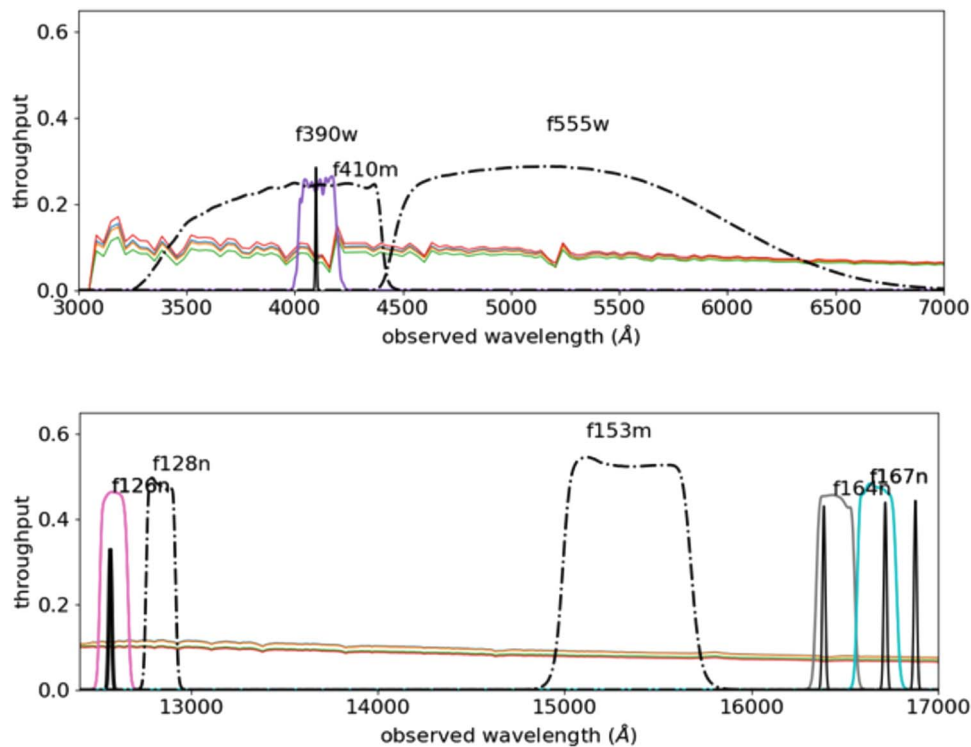 0.6
f555w
f390w
0.4
throughput
f410m
0.2
0.0
3000 3500 4000 4500 5000 5500 6000 6500 7000
observed wavelength (Å)
0.6
f153m
f128n
f126n
f167n
f164n
0.4
throughput
0.2
0.0
13000 14000 15000 16000 17000
observed wavelength (Å)